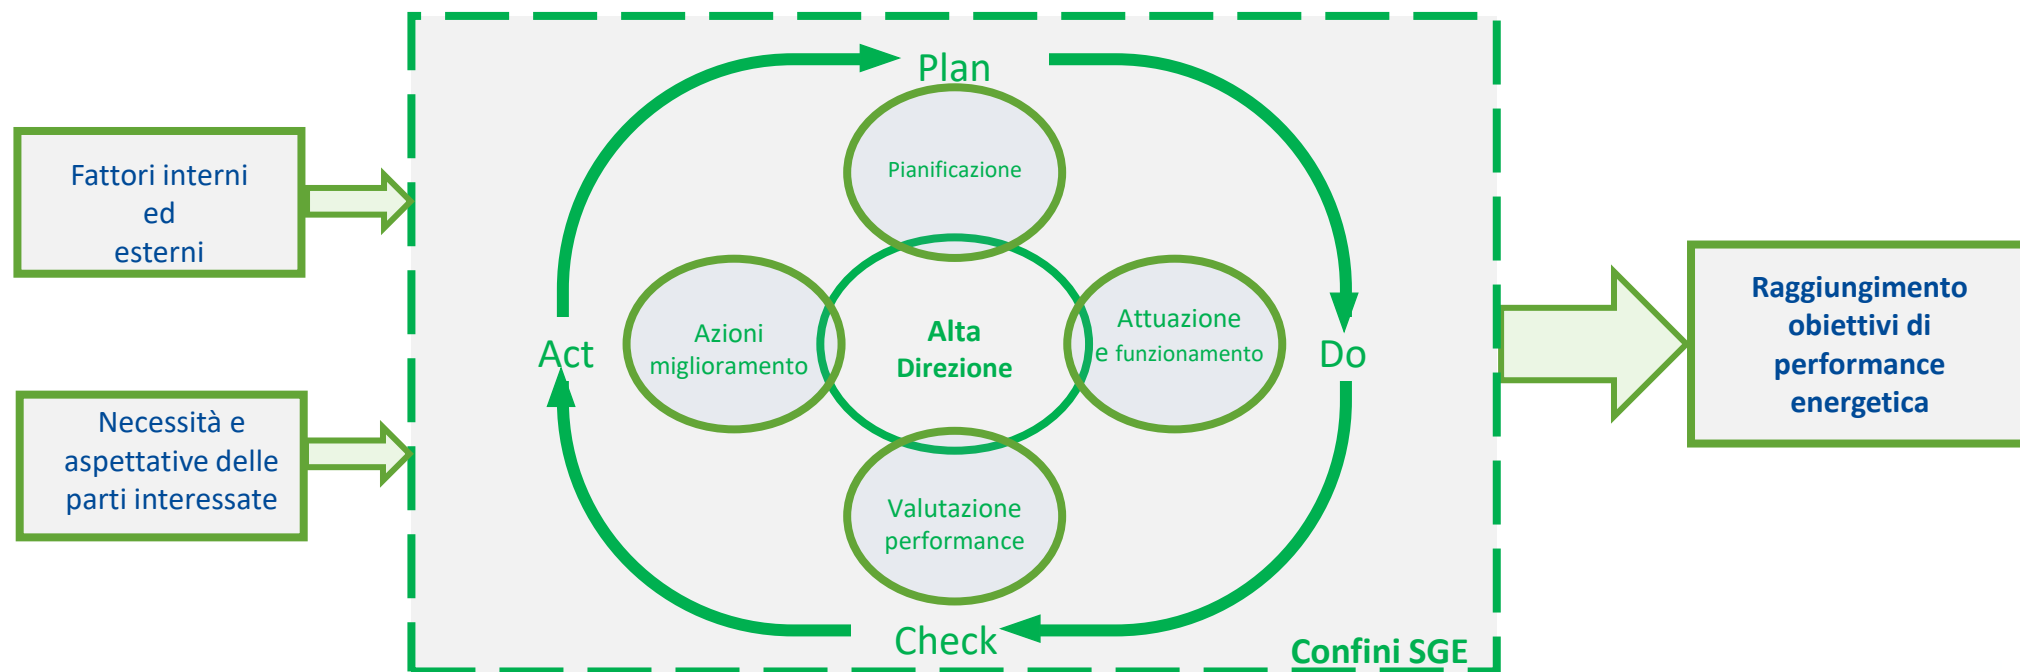 Fattori interni
ed
esterni
Necessità e
aspettative delle
parti interessate
Plan
Pianificazione
Act
Azioni
miglioramento
Alta
Direzione
Attuazione
e funzionamento
Do
Valutazione
performance
Check
Confini SGE
Raggiungimento
obiettivi di
performance
energetica